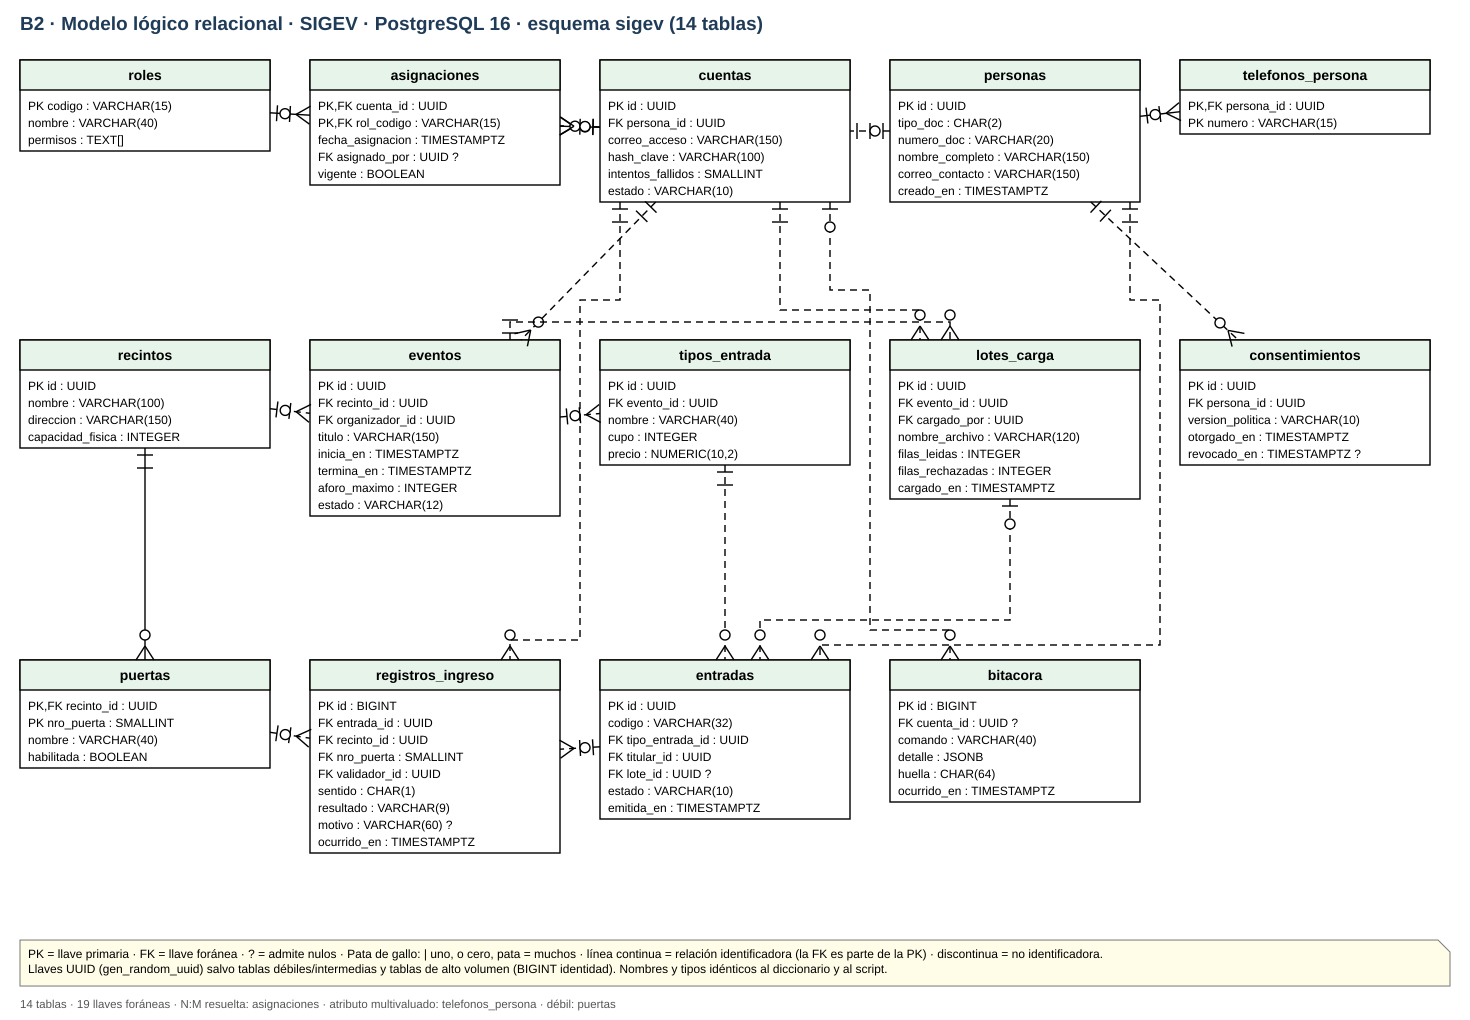 B2 · Modelo lógico relacional · SIGEV · PostgreSQL 16 · esquema sigev (14 tablas)
roles
PK codigo : VARCHAR(15)
nombre : VARCHAR(40)
permisos : TEXT[]
asignaciones
PK,FK cuenta_id : UUID
PK,FK rol_codigo : VARCHAR(15)
fecha_asignacion : TIMESTAMPTZ
FK asignado_por : UUID ?
vigente : BOOLEAN
cuentas
PK id : UUID
FK persona_id : UUID
correo_acceso : VARCHAR(150)
hash_clave : VARCHAR(100)
intentos_fallidos : SMALLINT
estado : VARCHAR(10)
personas
PK id : UUID
tipo_doc : CHAR(2)
numero_doc : VARCHAR(20)
nombre_completo : VARCHAR(150)
correo_contacto : VARCHAR(150)
creado_en : TIMESTAMPTZ
telefonos_persona
PK,FK persona_id : UUID
PK numero : VARCHAR(15)
recintos
PK id : UUID
nombre : VARCHAR(100)
direccion : VARCHAR(150)
capacidad_fisica : INTEGER
eventos
PK id : UUID
FK recinto_id : UUID
FK organizador_id : UUID
titulo : VARCHAR(150)
inicia_en : TIMESTAMPTZ
termina_en : TIMESTAMPTZ
aforo_maximo : INTEGER
estado : VARCHAR(12)
tipos_entrada
PK id : UUID
FK evento_id : UUID
nombre : VARCHAR(40)
cupo : INTEGER
precio : NUMERIC(10,2)
lotes_carga
PK id : UUID
FK evento_id : UUID
FK cargado_por : UUID
nombre_archivo : VARCHAR(120)
filas_leidas : INTEGER
filas_rechazadas : INTEGER
cargado_en : TIMESTAMPTZ
consentimientos
PK id : UUID
FK persona_id : UUID
version_politica : VARCHAR(10)
otorgado_en : TIMESTAMPTZ
revocado_en : TIMESTAMPTZ ?
puertas
PK,FK recinto_id : UUID
PK nro_puerta : SMALLINT
nombre : VARCHAR(40)
habilitada : BOOLEAN
registros_ingreso
PK id : BIGINT
FK entrada_id : UUID
FK recinto_id : UUID
FK nro_puerta : SMALLINT
FK validador_id : UUID
sentido : CHAR(1)
resultado : VARCHAR(9)
motivo : VARCHAR(60) ?
ocurrido_en : TIMESTAMPTZ
entradas
PK id : UUID
codigo : VARCHAR(32)
FK tipo_entrada_id : UUID
FK titular_id : UUID
FK lote_id : UUID ?
estado : VARCHAR(10)
emitida_en : TIMESTAMPTZ
bitacora
PK id : BIGINT
FK cuenta_id : UUID ?
comando : VARCHAR(40)
detalle : JSONB
huella : CHAR(64)
ocurrido_en : TIMESTAMPTZ
PK = llave primaria · FK = llave foránea · ? = admite nulos · Pata de gallo: | uno, o cero, pata = muchos · línea continua = relación identificadora (la FK es parte de la PK) · discontinua = no identificadora.
Llaves UUID (gen_random_uuid) salvo tablas débiles/intermedias y tablas de alto volumen (BIGINT identidad). Nombres y tipos idénticos al diccionario y al script.
14 tablas · 19 llaves foráneas · N:M resuelta: asignaciones · atributo multivaluado: telefonos_persona · débil: puertas